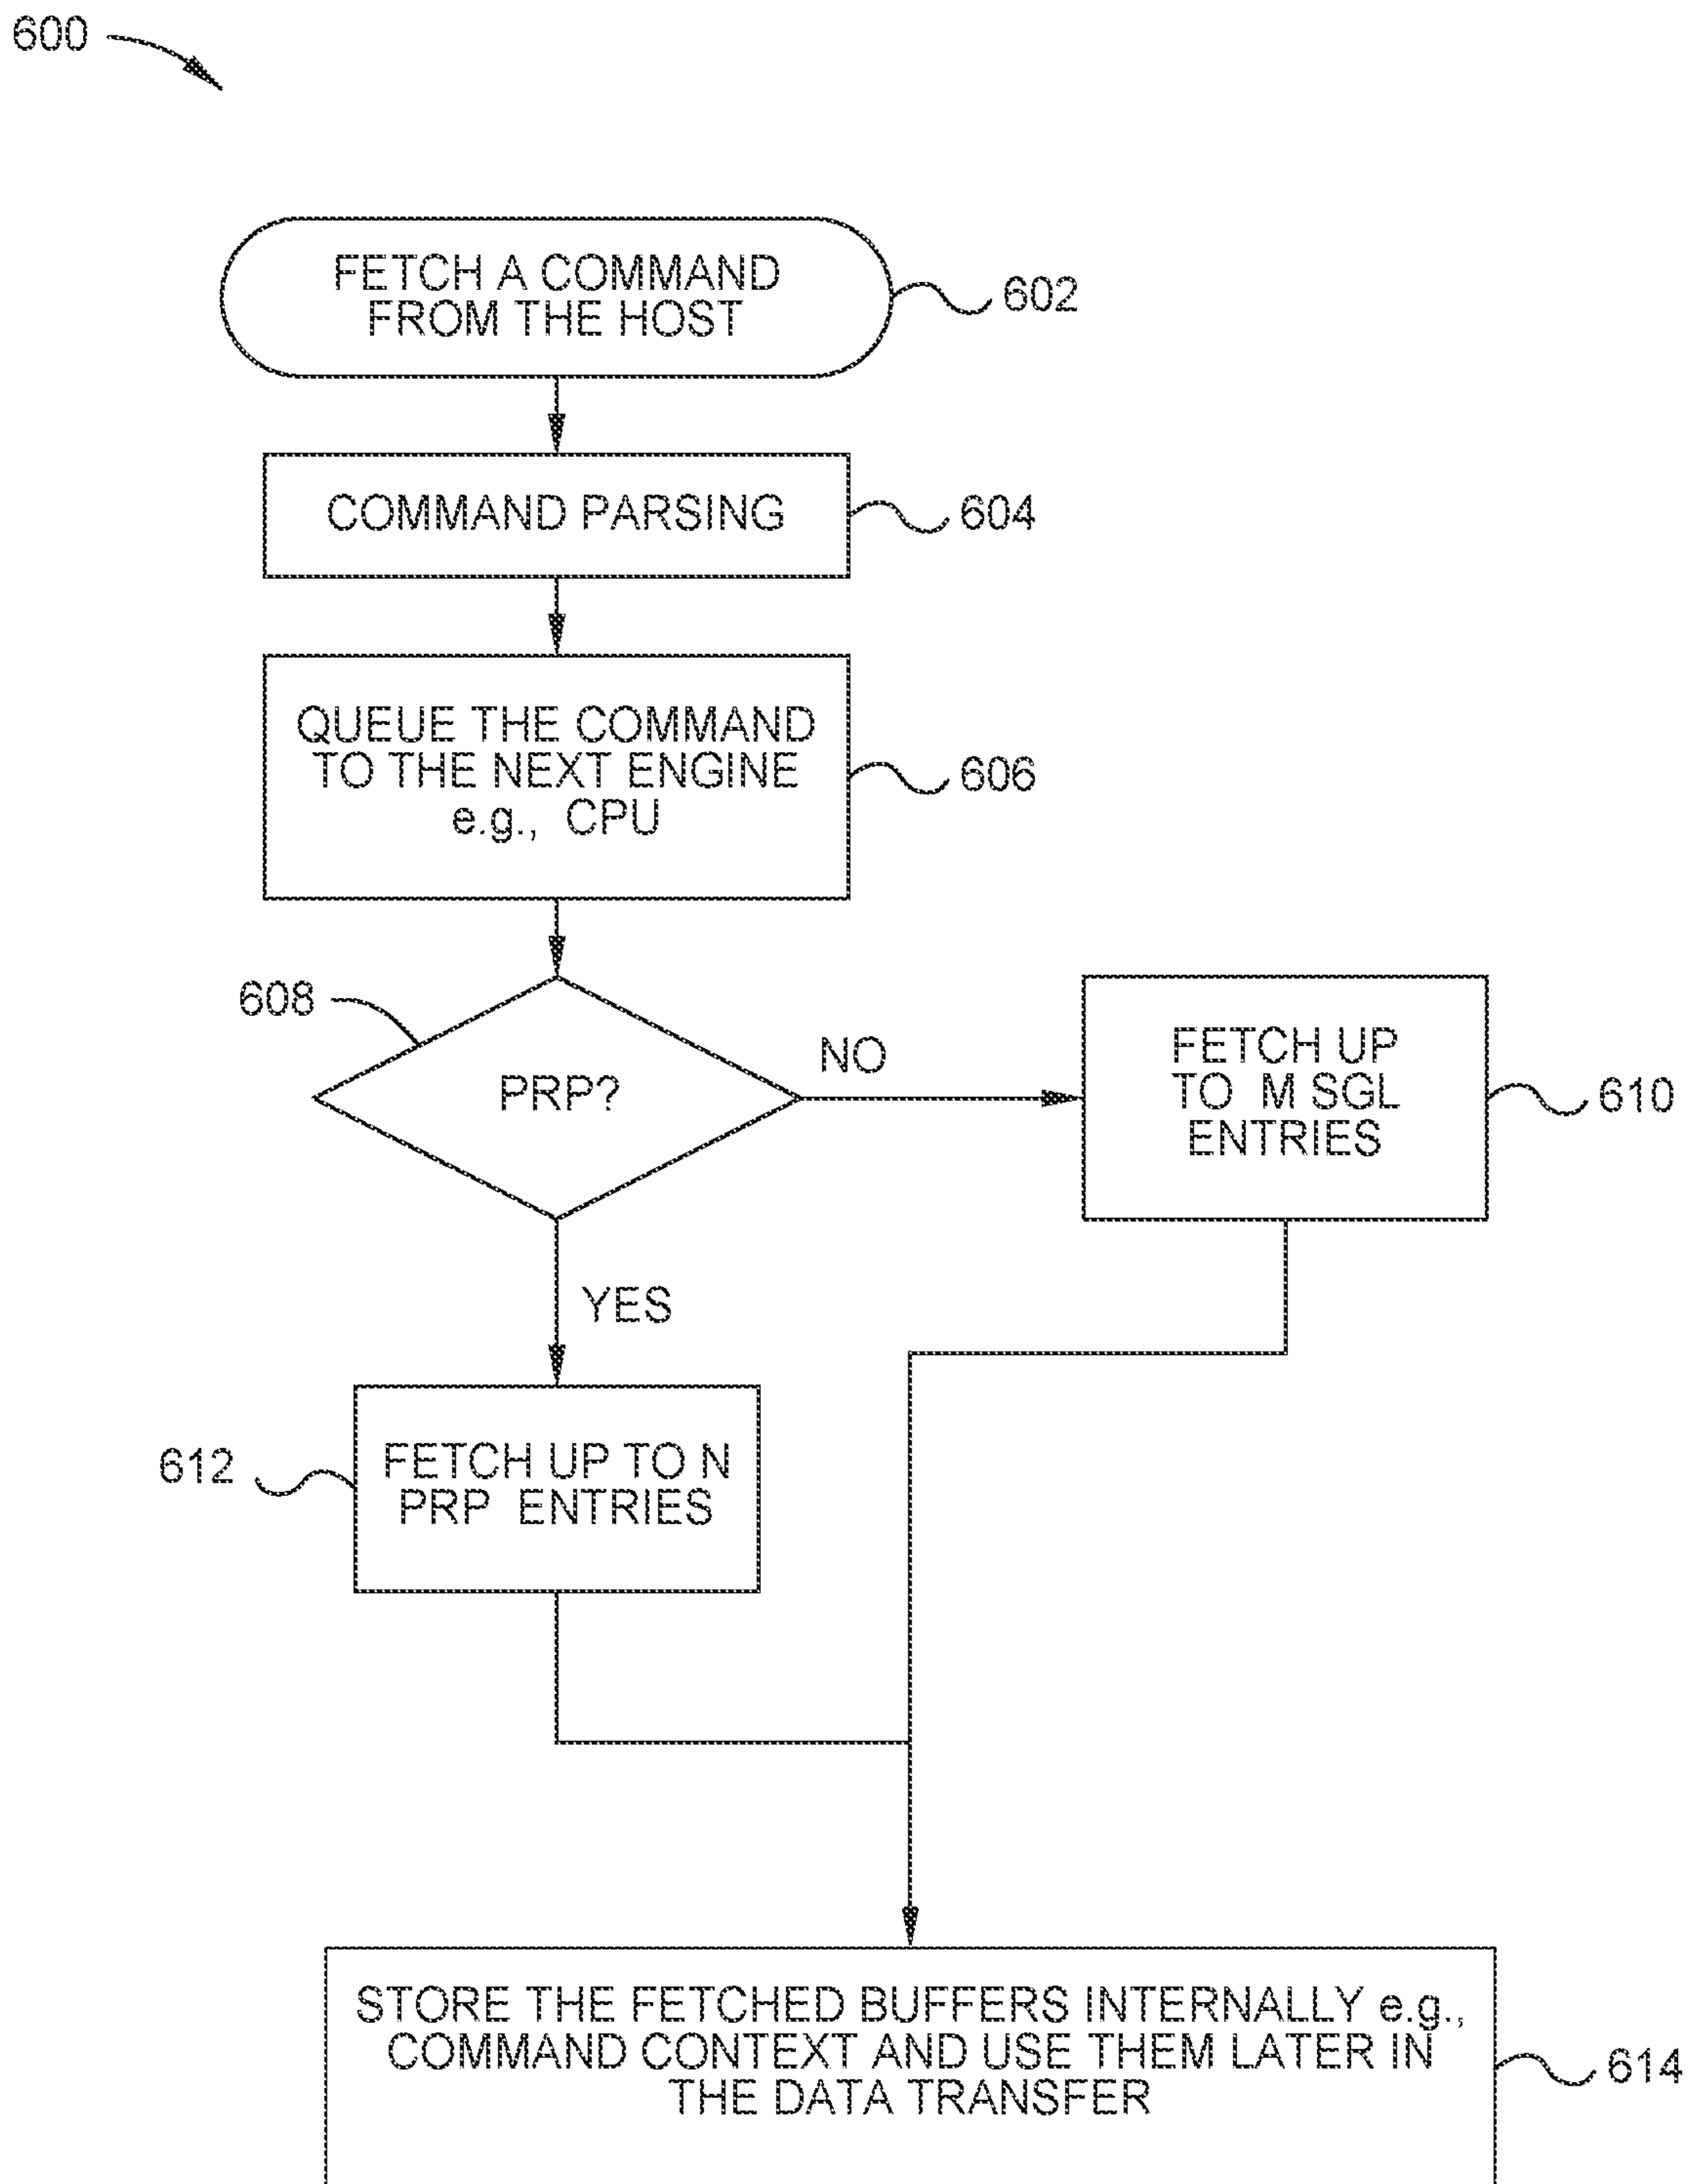 600
FETCH A COMMAND
FROM THE HOST
602
COMMAND PARSING
604
QUEUE THE COMMAND
TO THE NEXT ENGINE
e.g., CPU
606
608
PRP?
NO
FETCH UP
TO M SGL
ENTRIES
610
YES
612
FETCH UP TO N
PRP ENTRIES
STORE THE FETCHED BUFFERS INTERNALLY e.g.,
COMMAND CONTEXT AND USE THEM LATER IN
THE DATA TRANSFER
614